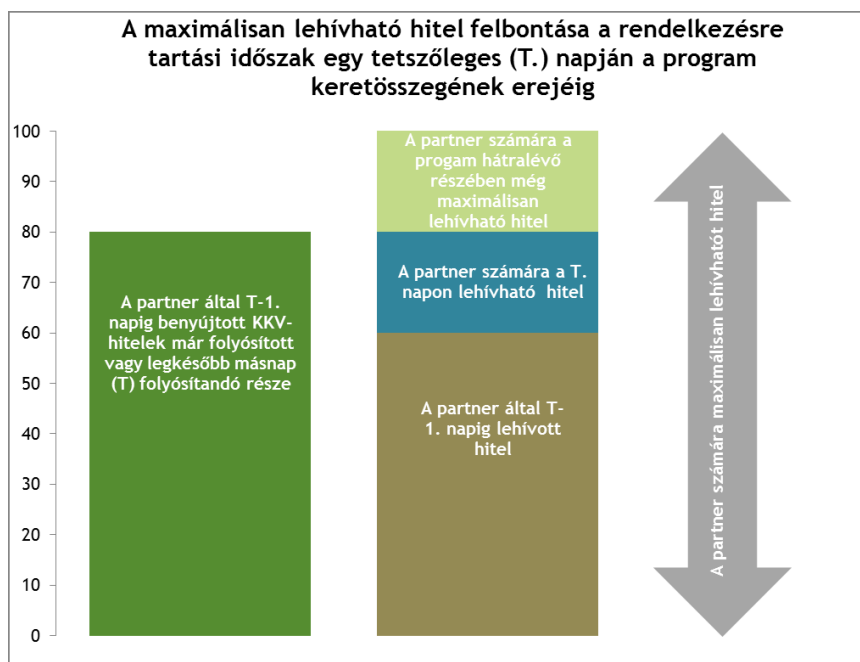 A maximálisan lehívható hitel felbontása a rendelkezésre
tartási időszak egy tetszőleges (T.) napján a program
keretösszegének erejéig
100
90
80
70
60
50
40
30
20
10
0
A partner által T-1.
napig benyújtott KKV-
hitelek már folyósított
vagy legkésőbb másnap
(T) folyósítandó része
A partner számára a
progam hátralévő
részében még
maximálisan
lehívható hitel
A partner számára a T.
napon lehívható hitel
A partner által T-
1. napig lehívott
hitel
A partner számára maximálisan lehívhatót hitel